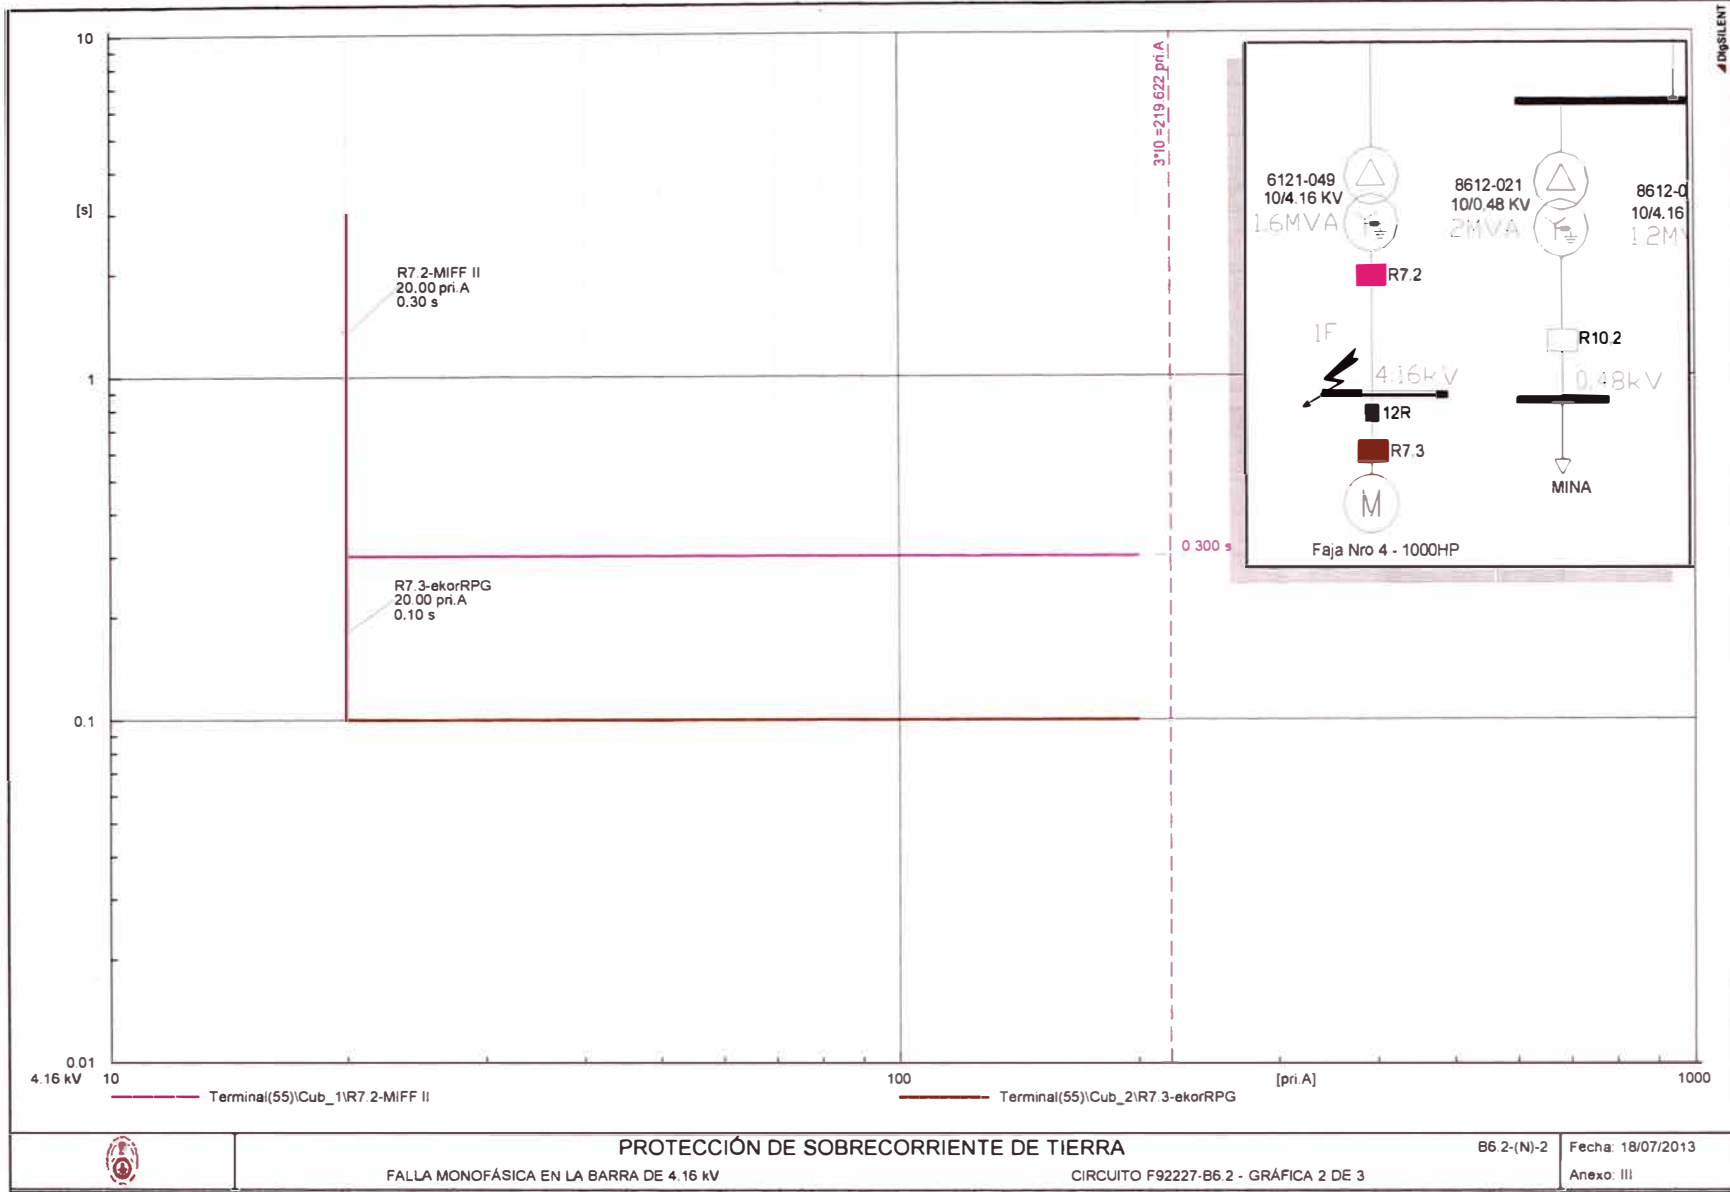 DIgSILENT
10
[s]
1
0.1
0.01
4.16 kV
10
100
[pri.A]
1000
3*I0 =219.622 pri.A
R7.2-MIFF II
20.00 pri.A
0.30 s
0.300 s
R7.3-ekorRPG
20.00 pri.A
0.10 s
6121-049
10/4.16 KV
1.6MVA
R7.2
1F
4.16kV
12R
R7.3
M
Faja Nro 4 - 1000HP
8612-021
10/0.48 KV
2MVA
R10.2
0.48kV
MINA
8612-0
10/4.16
1.2M
Terminal(55)\Cub_1\R7.2-MIFF II
Terminal(55)\Cub_2\R7.3-ekorRPG
PROTECCIÓN DE SOBRECORRIENTE DE TIERRA
FALLA MONOFÁSICA EN LA BARRA DE 4.16 kV
CIRCUITO F92227-B6.2 - GRÁFICA 2 DE 3
B6.2-(N)-2
Fecha: 18/07/2013
Anexo: III